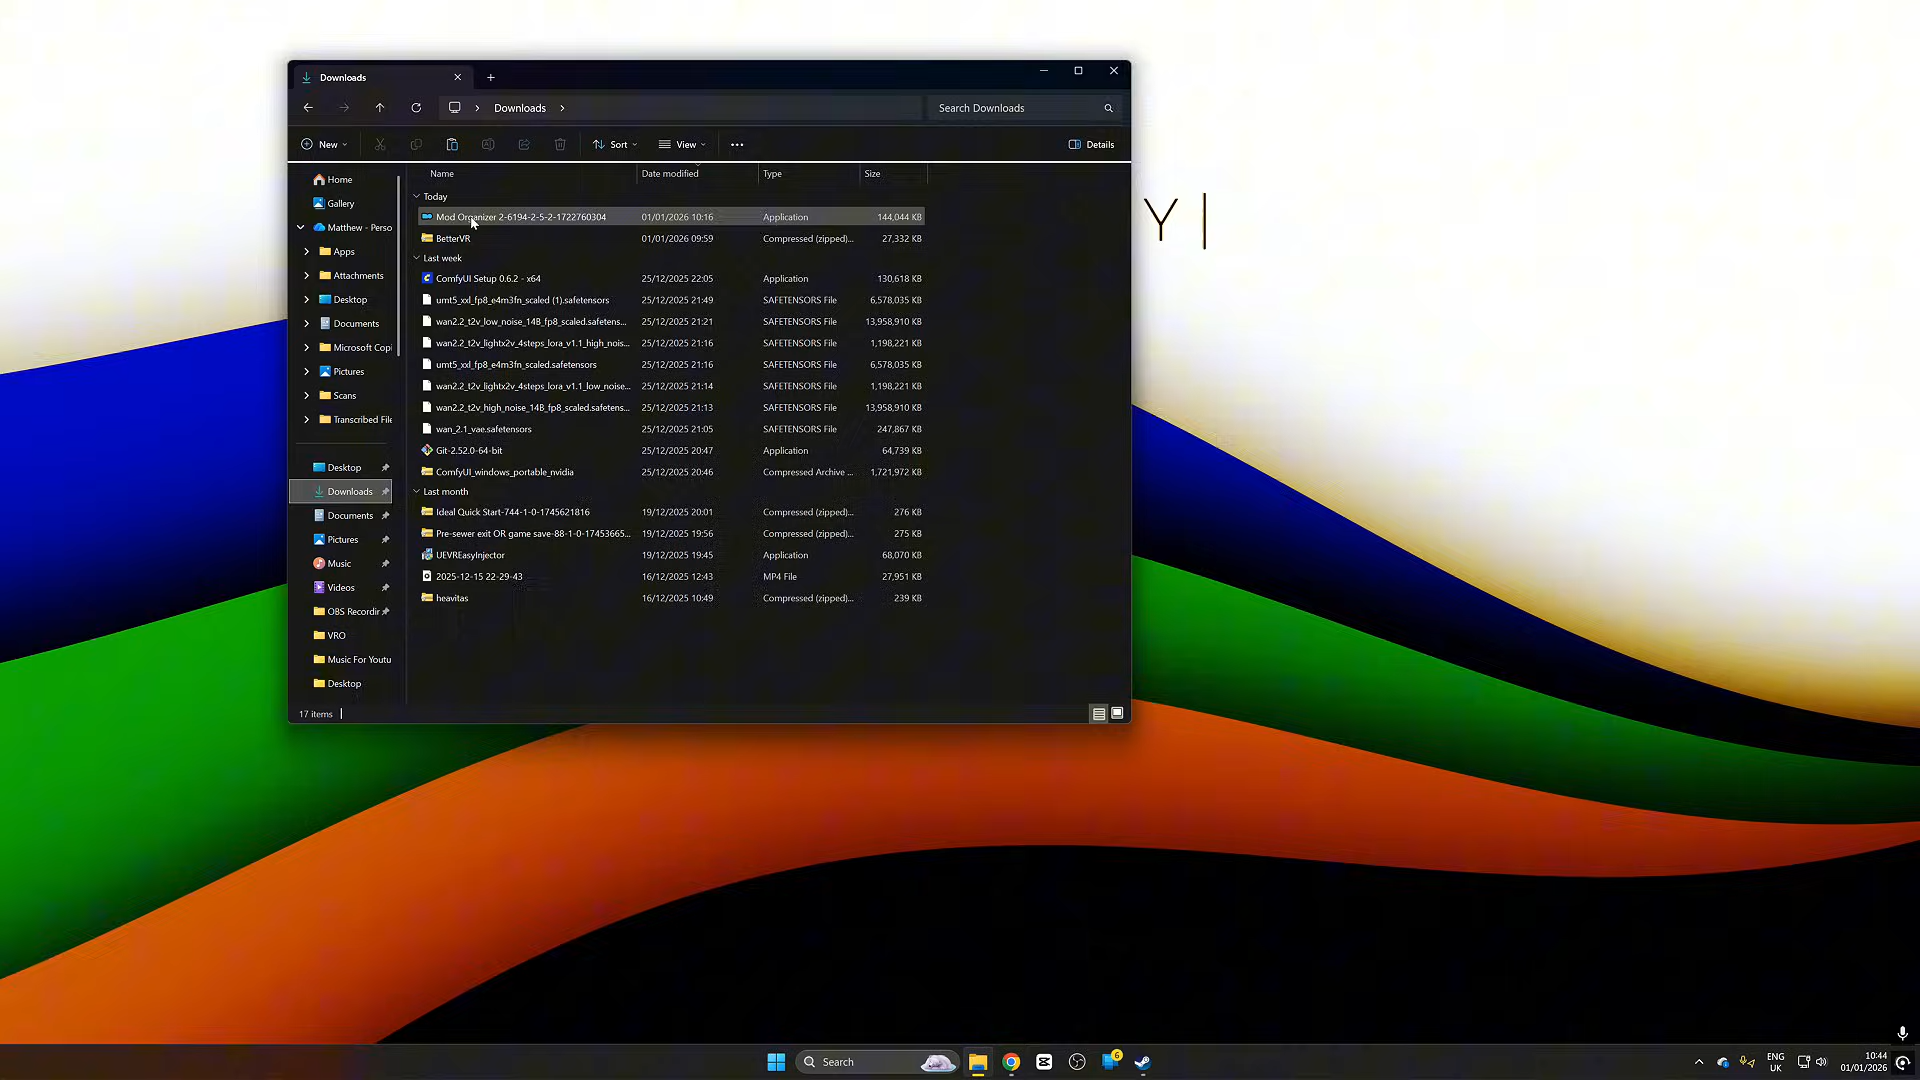 Downloads
Downloads
Search Downloads
New
Sort
View
Details
Home
Gallery
Matthew - Perso
Apps
Attachments
Desktop
Documents
Microsoft Copi
Pictures
Scans
Transcribed File
Desktop
Downloads
Documents
Pictures
Music
Videos
OBS Recordir
VRO
Music For Youtu
Desktop
Name Date modified Type Size
Today
Mod Organizer 2-6194-2-5-2-1722760304 01/01/2026 10:16 Application 144,044 KB
BetterVR 01/01/2026 09:59 Compressed (zipped)... 27,332 KB
Last week
ComfyUI Setup 0.6.2 - x64 25/12/2025 22:05 Application 130,618 KB
umt5_xxl_fp8_e4m3fn_scaled (1).safetensors 25/12/2025 21:49 SAFETENSORS File 6,578,035 KB
wan2.2_t2v_low_noise_14B_fp8_scaled.safetens... 25/12/2025 21:21 SAFETENSORS File 13,958,910 KB
wan2.2_t2v_lightx2v_4steps_lora_v1.1_high_nois... 25/12/2025 21:16 SAFETENSORS File 1,198,221 KB
umt5_xxl_fp8_e4m3fn_scaled.safetensors 25/12/2025 21:16 SAFETENSORS File 6,578,035 KB
wan2.2_t2v_lightx2v_4steps_lora_v1.1_low_noise... 25/12/2025 21:14 SAFETENSORS File 1,198,221 KB
wan2.2_t2v_high_noise_14B_fp8_scaled.safetens... 25/12/2025 21:13 SAFETENSORS File 13,958,910 KB
wan_2.1_vae.safetensors 25/12/2025 21:05 SAFETENSORS File 247,867 KB
Git-2.52.0-64-bit 25/12/2025 20:47 Application 64,739 KB
ComfyUI_windows_portable_nvidia 25/12/2025 20:46 Compressed Archive ... 1,721,972 KB
Last month
Ideal Quick Start-744-1-0-1745621816 19/12/2025 20:01 Compressed (zipped)... 276 KB
Pre-sewer exit OR game save-88-1-0-17453665... 19/12/2025 19:56 Compressed (zipped)... 275 KB
UEVREasyInjector 19/12/2025 19:45 Application 68,070 KB
2025-12-15 22-29-43 16/12/2025 12:43 MP4 File 27,951 KB
heavitas 16/12/2025 10:49 Compressed (zipped)... 239 KB
17 items
Y |
Search
6
ENG
UK
10:44
01/01/2026